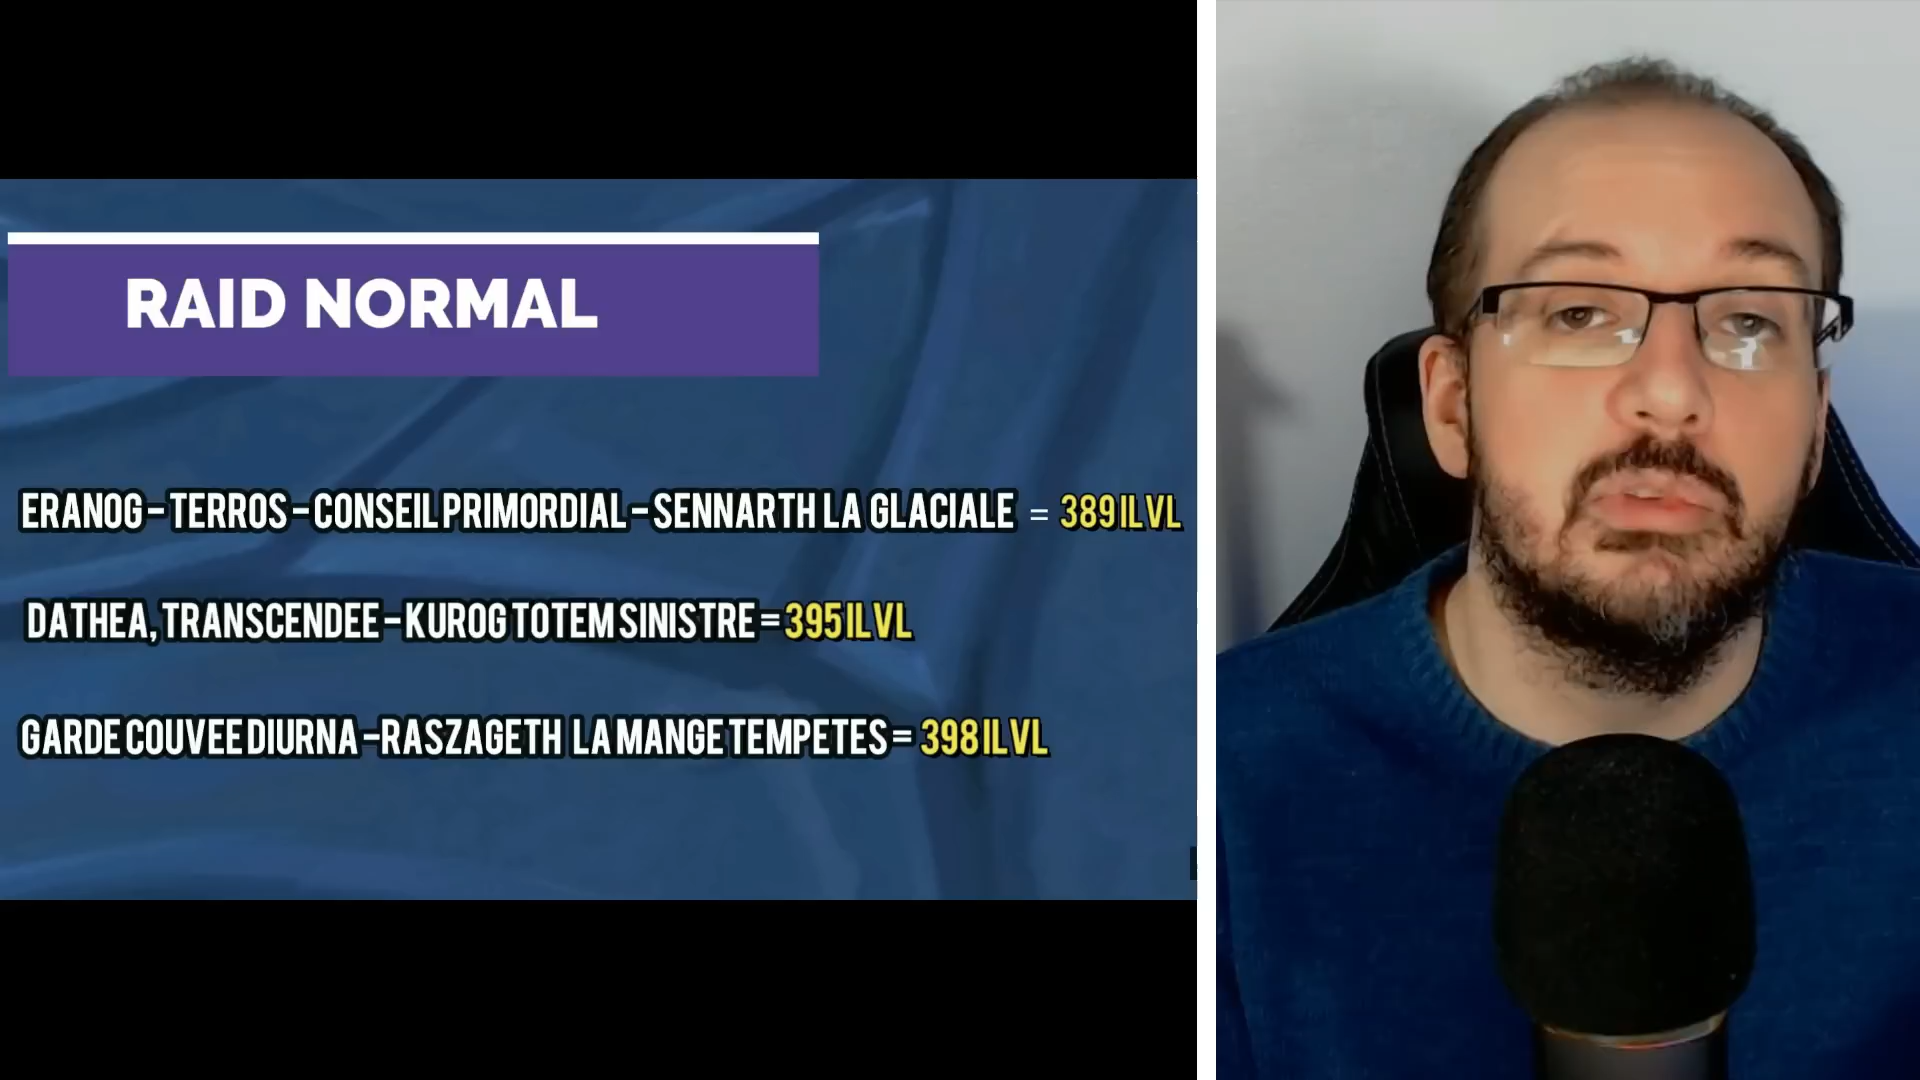 RAID NORMAL
ERANOG - TERROS - CONSEIL PRIMORDIAL - SENNARTH LA GLACIALE = 389 ILVL
DATHEA, TRANSCENDEE - KUROG TOTEM SINISTRE = 395 ILVL
GARDE COUVEE DIURNA - RASZAGETH LA MANGE TEMPETES = 398 ILVL